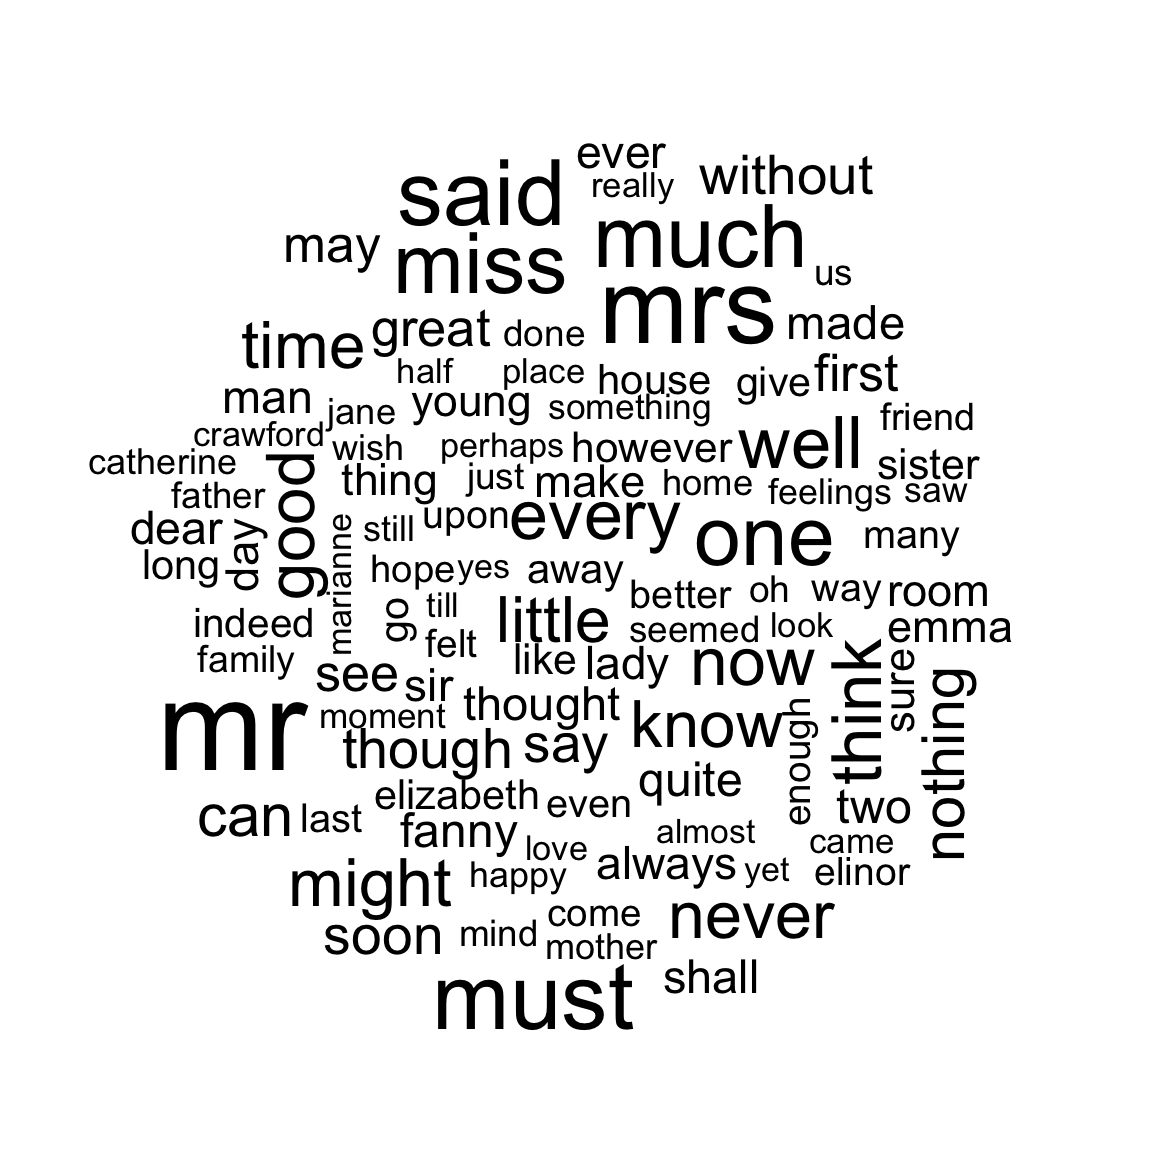 ever
said really without
may miss much us
mrs made
time great done
half place house give first
man jane young something friend
crawford wish perhaps however well
catherine good thing just make home feelings sister saw
father
dear day marianne still upon every one many
long hope yes away better oh way room
indeed go till little seemed look emma
family felt like lady now think sure nothing
see sir thought
mr moment though say know enough
elizabeth even quite two
can last fanny love almost came
might happy always yet elinor
soon mind come never
mother
must shall